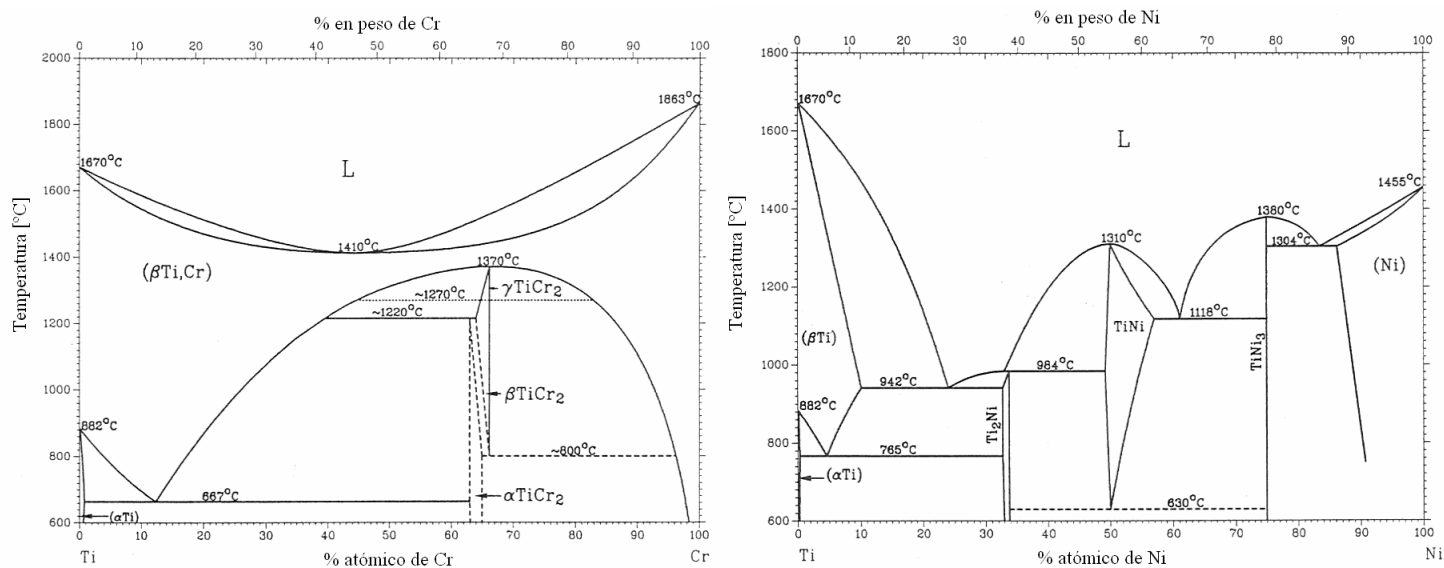 % en peso de Cr
0 10 20 30 40 50 60 70 80 90 100
Temperatura [°C]
2000
1800
1600
1400
1200
1000
800
600
1863°C
1670°C
L
1410°C
1370°C
(βTi,Cr)
γTiCr₂
~1270°C
~1220°C
βTiCr₂
882°C
~800°C
667°C
αTiCr₂
(αTi)
0 10 20 30 40 50 60 70 80 90 100
Ti % atómico de Cr Cr
% en peso de Ni
0 10 20 30 40 50 60 70 80 90 100
Temperatura [°C]
1800
1600
1400
1200
1000
800
600
1670°C
L
1455°C
1380°C
1310°C
1304°C
(Ni)
1118°C
TiNi
TiNi₃
(βTi)
984°C
942°C
882°C
Ti₂Ni
765°C
(αTi)
630°C
0 10 20 30 40 50 60 70 80 90 100
Ti % atómico de Ni Ni